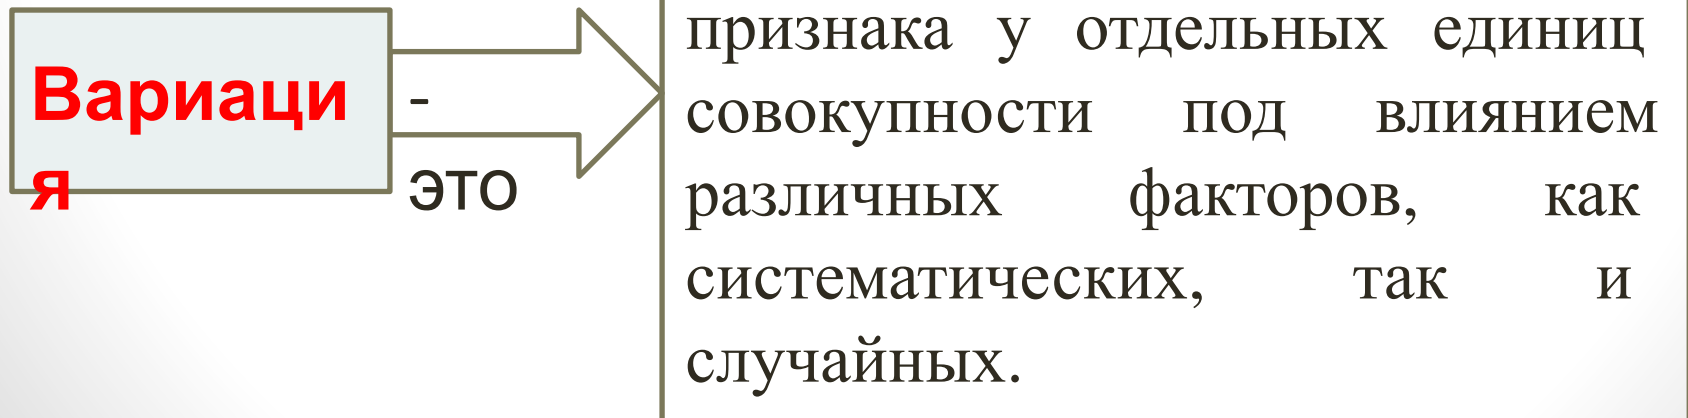 Вариаци
я
-
это
признака у отдельных единиц
совокупности под влиянием
различных факторов, как
систематических, так и
случайных.